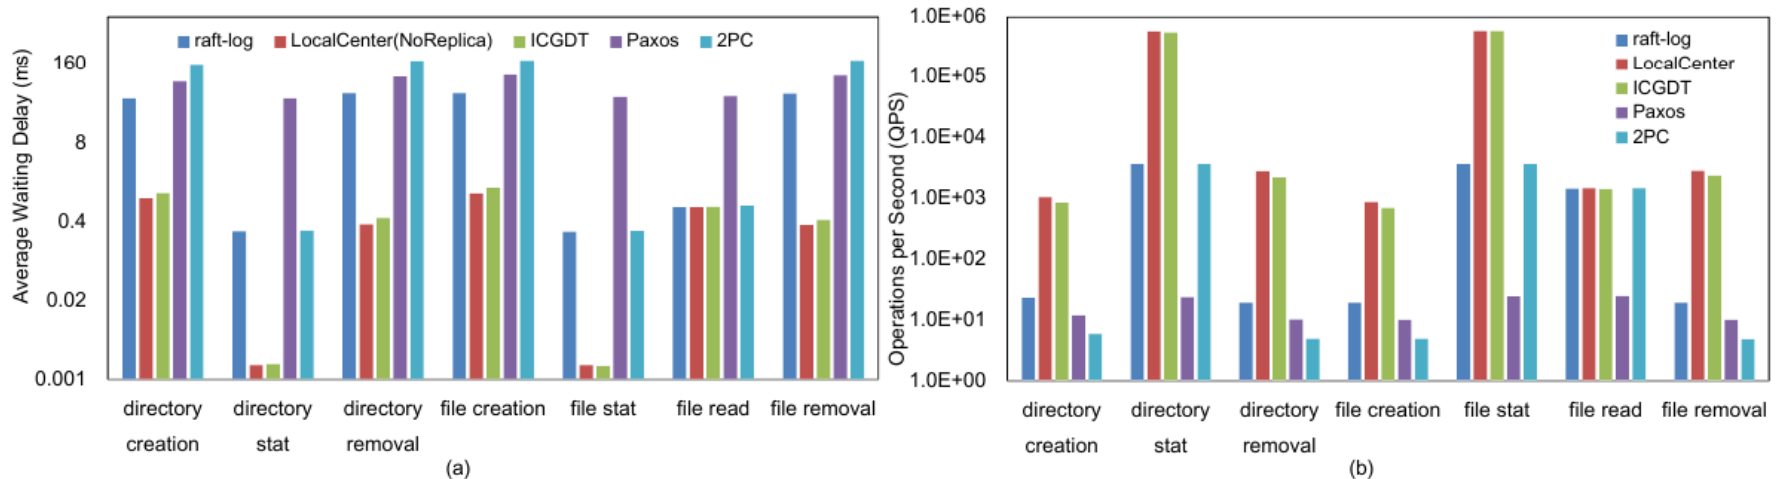 Average Waiting Delay (ms)
raft-log LocalCenter(NoReplica) ICGDT Paxos 2PC
160
8
0.4
0.02
0.001
directory creation
directory stat
directory removal
file creation
file stat
file read
file removal
(a)
Operations per Second (QPS)
1.0E+06
1.0E+05
1.0E+04
1.0E+03
1.0E+02
1.0E+01
1.0E+00
raft-log
LocalCenter
ICGDT
Paxos
2PC
directory creation
directory stat
directory removal
file creation
file stat
file read
file removal
(b)